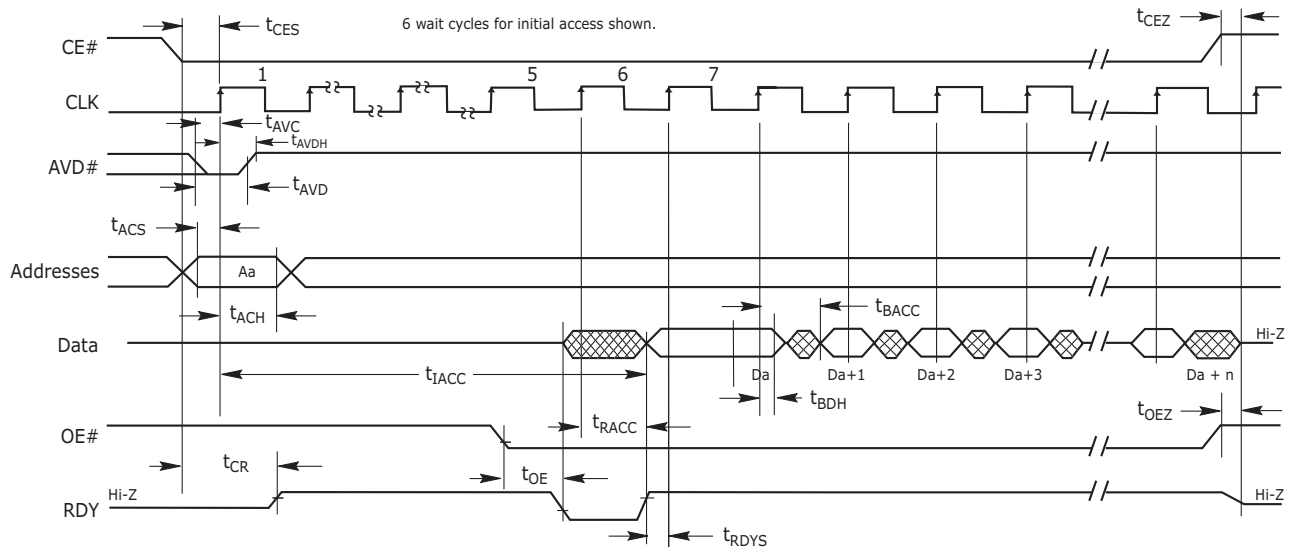 6 wait cycles for initial access shown.
tCES
tCEZ
CE#
1
5
6
7
CLK
tAVC
tAVDH
AVD#
tAVD
tACS
Addresses
Aa
tACH
tBACC
Data
Hi-Z
Da
Da+1
Da+2
Da+3
Da + n
tIACC
tBDH
tOEZ
OE#
tRACC
tCR
tOE
Hi-Z
Hi-Z
RDY
tRDYS